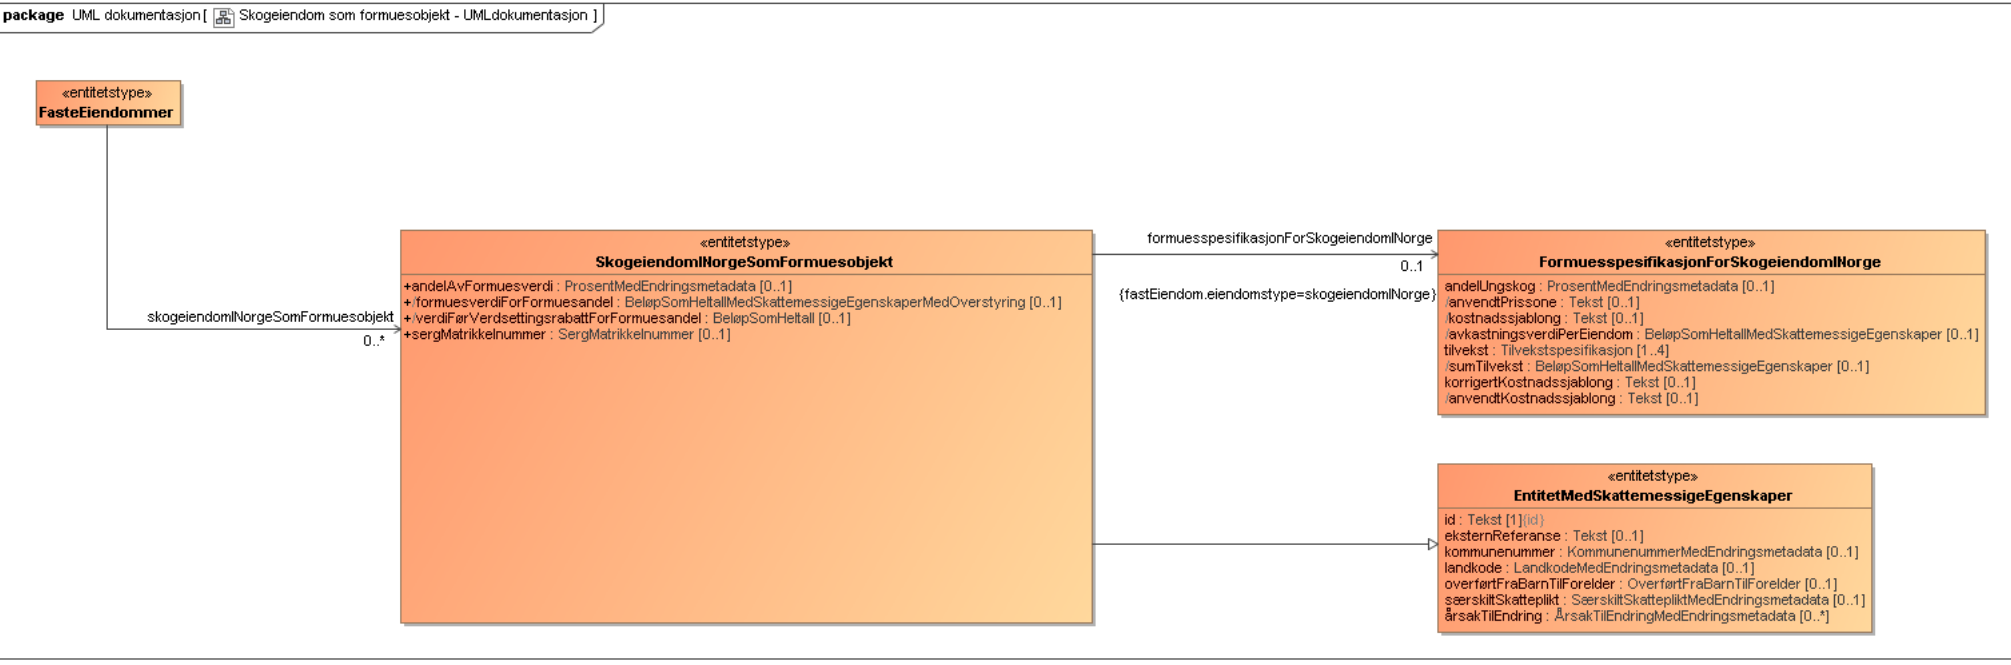 package UML dokumentasjon [ Skogeiendom som formuesobjekt - UMLdokumentasjon ]
«entitetstype»
FasteEiendommer
skogeiendomINorgeSomFormuesobjekt
0..*
«entitetstype»
SkogeiendomINorgeSomFormuesobjekt
+andelAvFormuesverdi : ProsentMedEndringsmetadata [0..1]
+/formuesverdiForFormuesandel : BeløpSomHeltallMedSkattemessigeEgenskaperMedOverstyring [0..1]
+/verdiFørVerdsettingsrabattForFormuesandel : BeløpSomHeltall [0..1]
+sergMatrikkelnummer : SergMatrikkelnummer [0..1]
formuesspesifikasjonForSkogeiendomINorge
0..1
{fastEiendom.eiendomstype=skogeiendomINorge}
«entitetstype»
FormuesspesifikasjonForSkogeiendomINorge
andelUngskog : ProsentMedEndringsmetadata [0..1]
/anvendtPrissone : Tekst [0..1]
/kostnadssjablong : Tekst [0..1]
/avkastningsverdiPerEiendom : BeløpSomHeltallMedSkattemessigeEgenskaper [0..1]
tilvekst : Tilvekstspesifikasjon [1..4]
/sumTilvekst : BeløpSomHeltallMedSkattemessigeEgenskaper [0..1]
korrigertKostnadssjablong : Tekst [0..1]
/anvendtKostnadssjablong : Tekst [0..1]
«entitetstype»
EntitetMedSkattemessigeEgenskaper
id : Tekst [1]{id}
eksternReferanse : Tekst [0..1]
kommunenummer : KommunenummerMedEndringsmetadata [0..1]
landkode : LandkodeMedEndringsmetadata [0..1]
overførtFraBarnTilForelder : OverførtFraBarnTilForelder [0..1]
særskiltSkatteplikt : SærskiltSkattepliktMedEndringsmetadata [0..1]
årsakTilEndring : ÅrsakTilEndringMedEndringsmetadata [0..*]